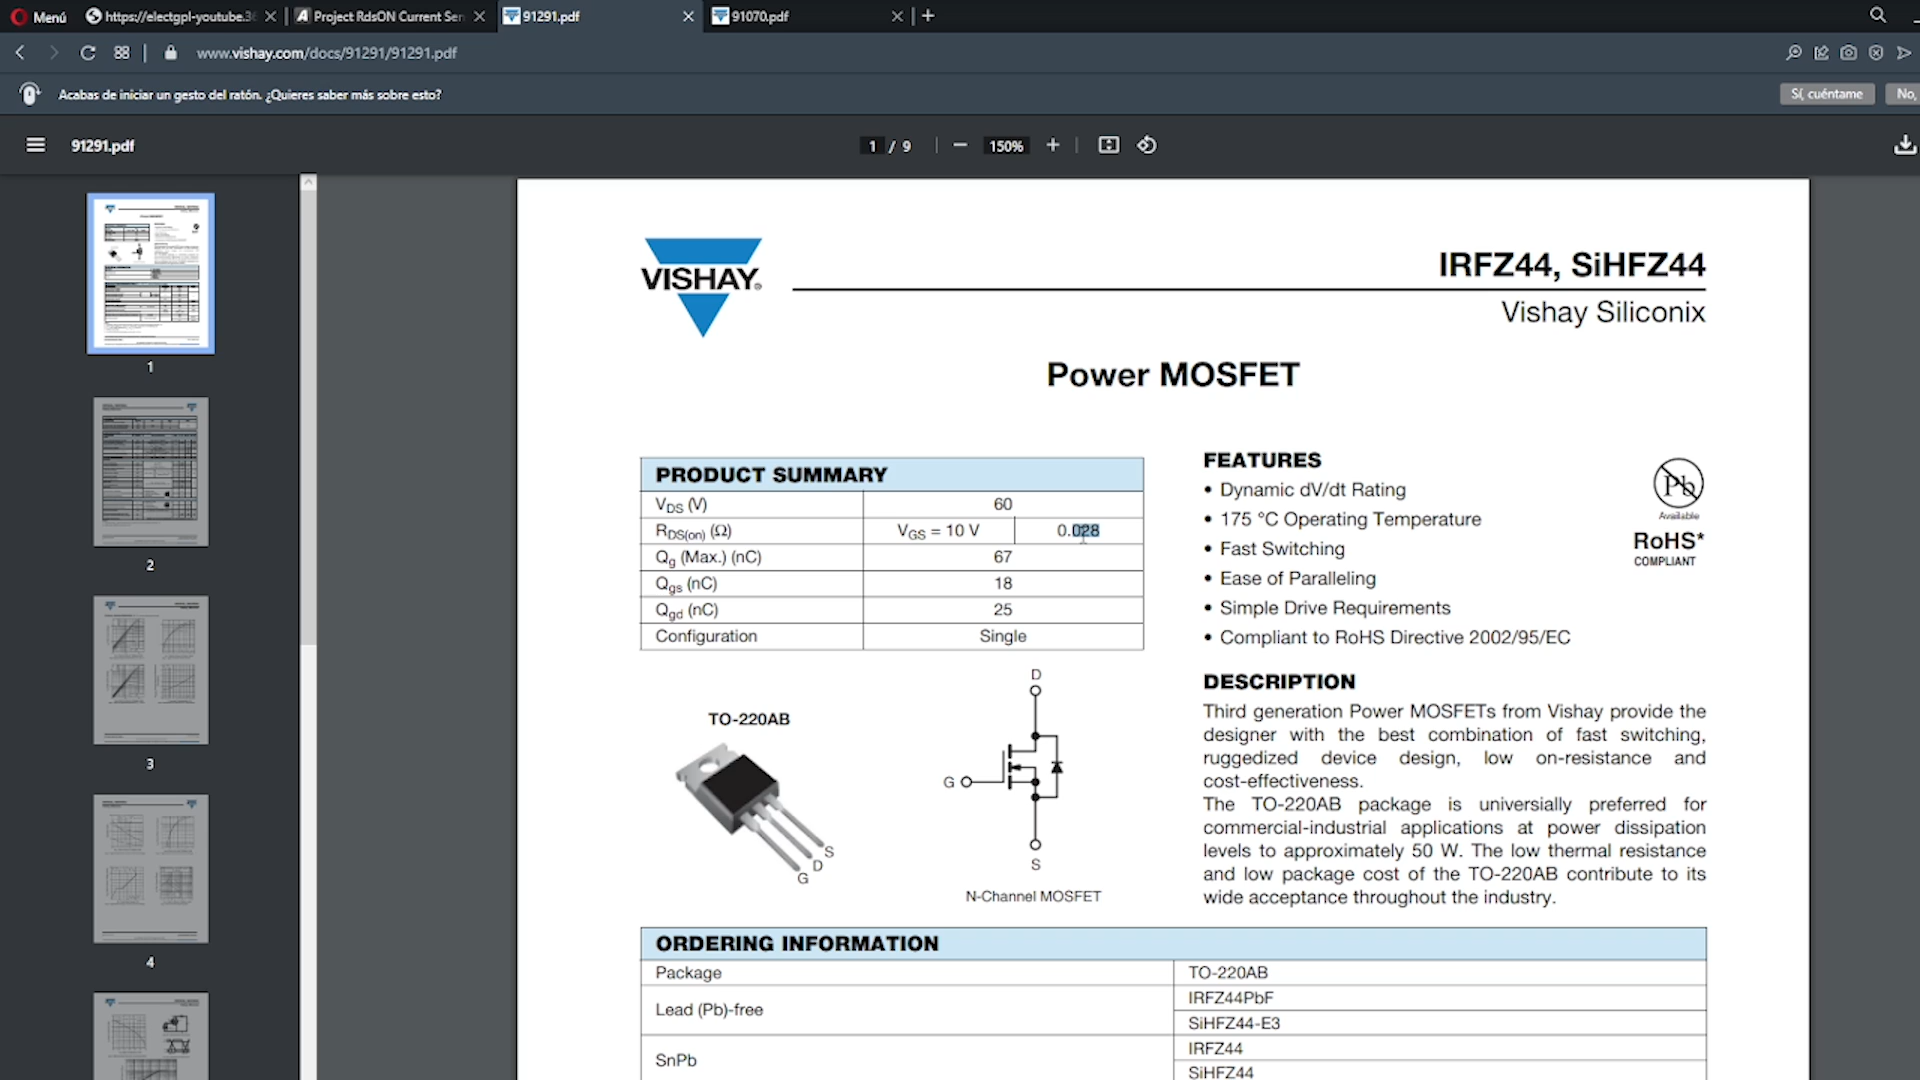 Menú
https://electgpl-youtube.36
Project RdsON Current Sen
91291.pdf
91070.pdf
www.vishay.com/docs/91291/91291.pdf
Acabas de iniciar un gesto del ratón. ¿Quieres saber más sobre esto?
Sí, cuéntame
No,
91291.pdf
1 / 9
150%
1
2
3
4
VISHAY®
IRFZ44, SiHFZ44
Vishay Siliconix
Power MOSFET
PRODUCT SUMMARY
VDS (V) 60
RDS(on) (Ω) VGS = 10 V 0.028
Qg (Max.) (nC) 67
Qgs (nC) 18
Qgd (nC) 25
Configuration Single
TO-220AB
S
D
G
D
G
S
N-Channel MOSFET
FEATURES
• Dynamic dV/dt Rating
• 175 °C Operating Temperature
• Fast Switching
• Ease of Paralleling
• Simple Drive Requirements
• Compliant to RoHS Directive 2002/95/EC
Pb
Available
RoHS*
COMPLIANT
DESCRIPTION
Third generation Power MOSFETs from Vishay provide the
designer with the best combination of fast switching,
ruggedized device design, low on-resistance and
cost-effectiveness.
The TO-220AB package is universially preferred for
commercial-industrial applications at power dissipation
levels to approximately 50 W. The low thermal resistance
and low package cost of the TO-220AB contribute to its
wide acceptance throughout the industry.
ORDERING INFORMATION
Package TO-220AB
Lead (Pb)-free IRFZ44PbF
SiHFZ44-E3
SnPb IRFZ44
SiHFZ44